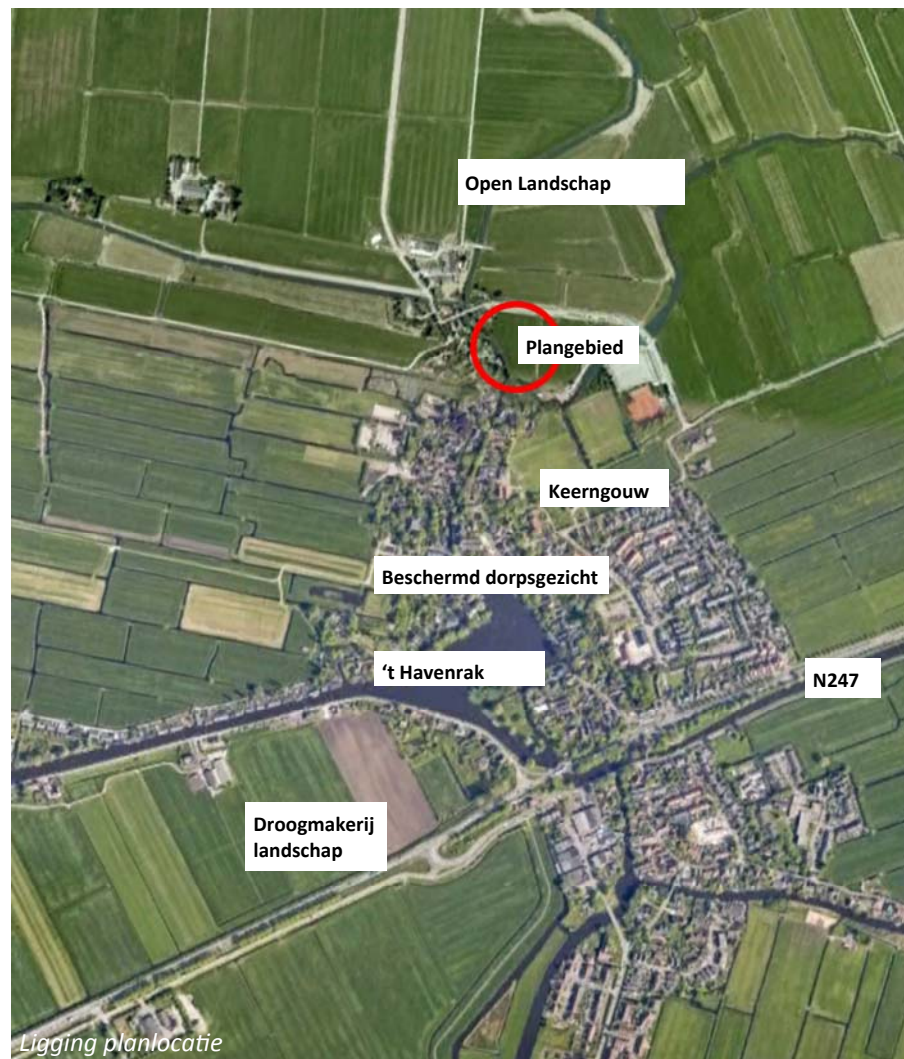 Open Landschap
Plangebied
Keerngouw
Beschermd dorpsgezicht
‘t Havenrak
N247
Droogmakerij
landschap
Ligging planlocatie